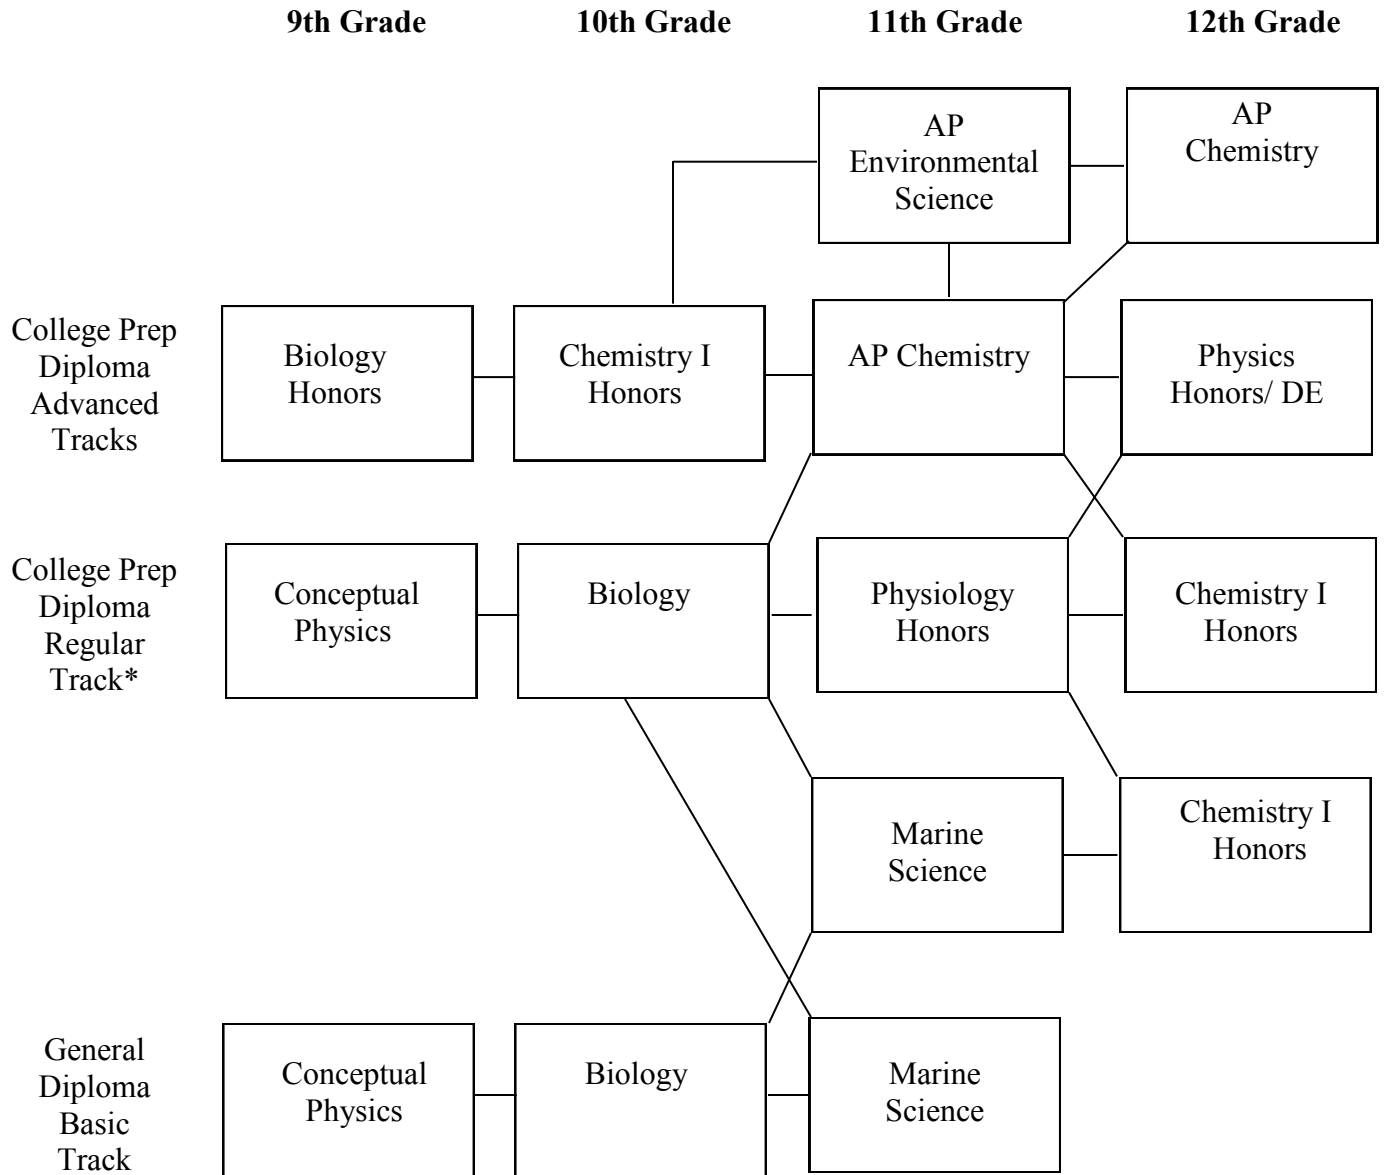 9th Grade 10th Grade 11th Grade 12th Grade
AP
Environmental
Science
AP
Chemistry
College Prep
Diploma
Advanced
Tracks
Biology
Honors
Chemistry I
Honors
AP Chemistry
Physics
Honors/ DE
College Prep
Diploma
Regular
Track*
Conceptual
Physics
Biology
Physiology
Honors
Chemistry I
Honors
Marine
Science
Chemistry I
Honors
General
Diploma
Basic
Track
Conceptual
Physics
Biology
Marine
Science